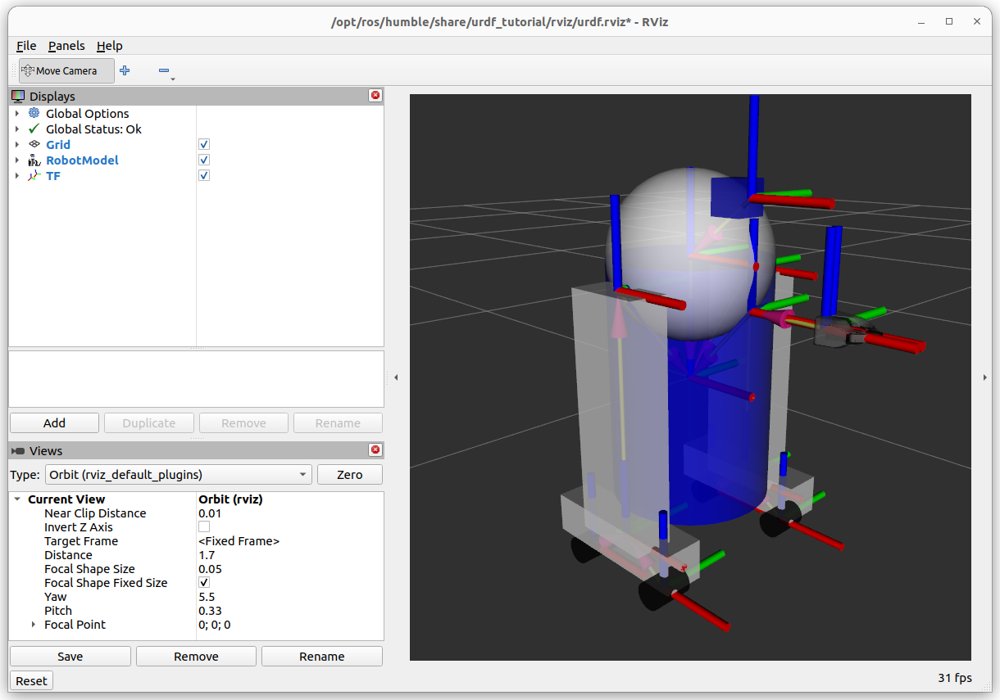 /opt/ros/humble/share/urdf_tutorial/rviz/urdf.rviz* - RViz
File Panels Help
Move Camera
Displays
Global Options
Global Status: Ok
Grid
RobotModel
TF
Add Duplicate Remove Rename
Views
Type: Orbit (rviz_default_plugins) Zero
Current View Orbit (rviz)
Near Clip Distance 0.01
Invert Z Axis
Target Frame <Fixed Frame>
Distance 1.7
Focal Shape Size 0.05
Focal Shape Fixed Size
Yaw 5.5
Pitch 0.33
Focal Point 0; 0; 0
Save Remove Rename
Reset 31 fps